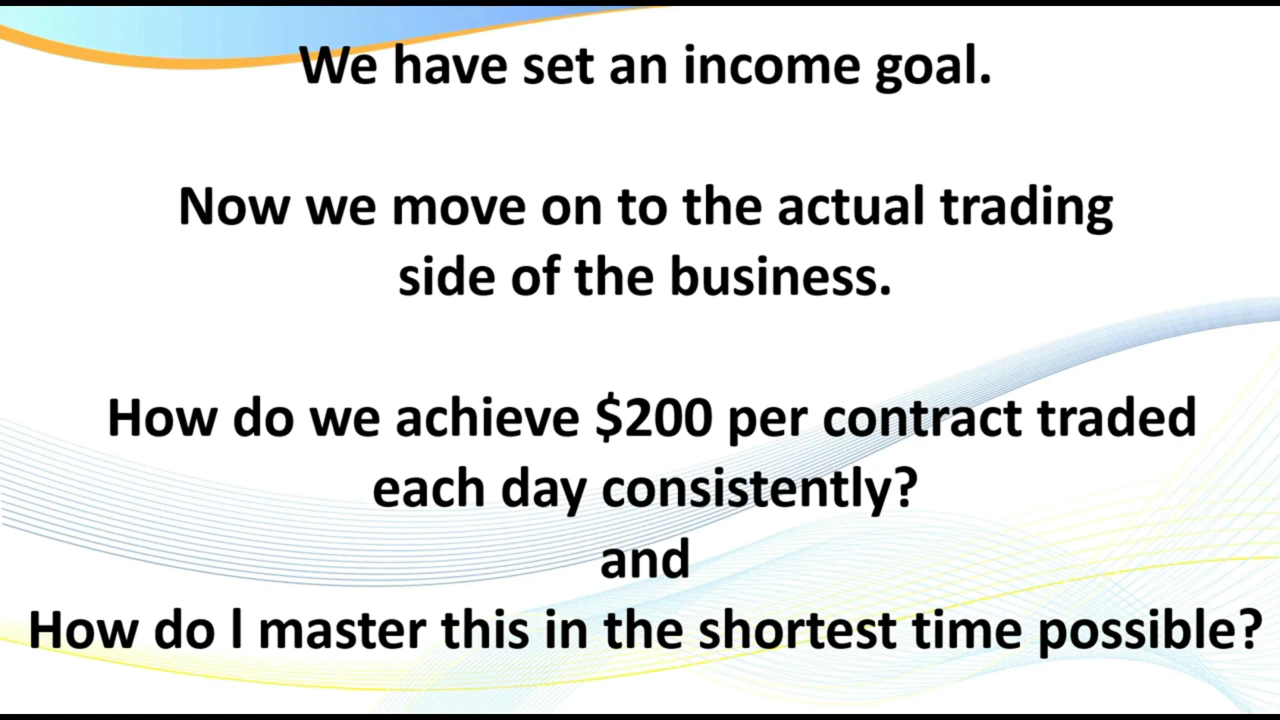 We have set an income goal.
Now we move on to the actual trading
side of the business.
How do we achieve $200 per contract traded
each day consistently?
and
How do I master this in the shortest time possible?